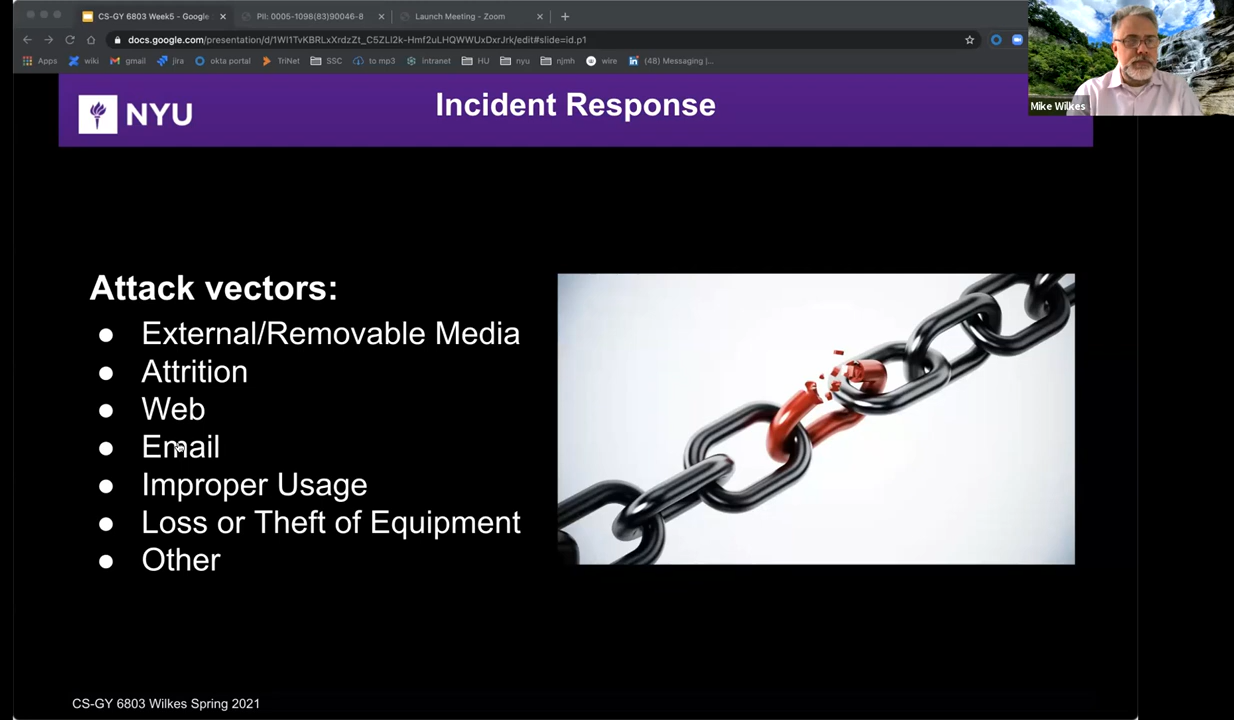 CS-GY 6803 Week5 - Google
PII: 0005-1098(83)90046-8
Launch Meeting - Zoom
docs.google.com/presentation/d/1WI1TvKBRLxXrdzZt_C5ZLI2k-Hmf2uLHQWWUxDxrJrk/edit#slide=id.p1
Apps wiki gmail jira okta portal TriNet SSC to mp3 intranet HU nyu njmh wire (48) Messaging |...
Mike Wilkes
NYU
Incident Response
Attack vectors:
● External/Removable Media
● Attrition
● Web
● Email
● Improper Usage
● Loss or Theft of Equipment
● Other
CS-GY 6803 Wilkes Spring 2021